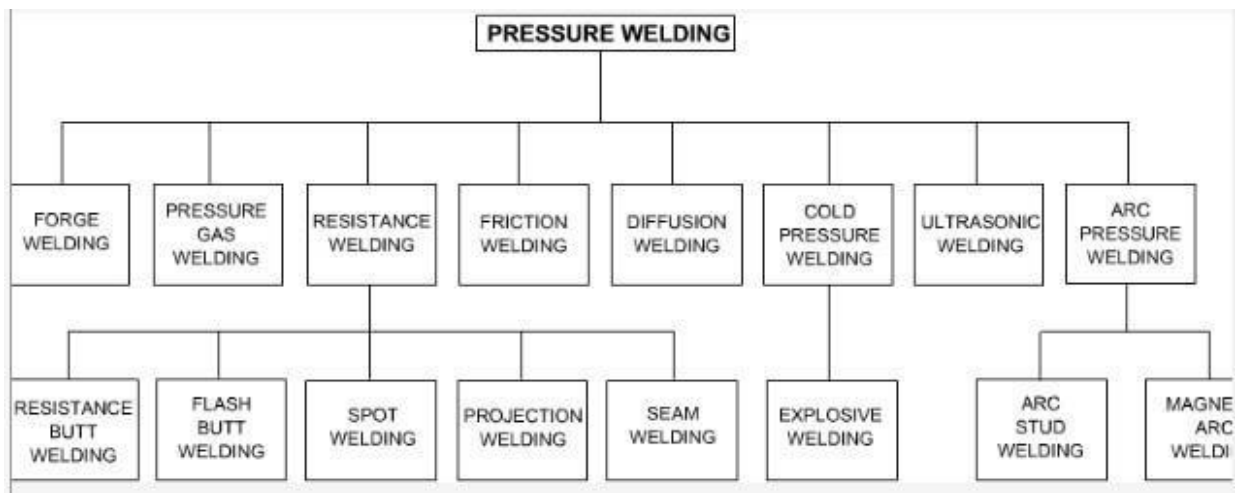 PRESSURE WELDING
FORGE
WELDING
PRESSURE
GAS
WELDING
RESISTANCE
WELDING
FRICTION
WELDING
DIFFUSION
WELDING
COLD
PRESSURE
WELDING
ULTRASONIC
WELDING
ARC
PRESSURE
WELDING
RESISTANCE
BUTT
WELDING
FLASH
BUTT
WELDING
SPOT
WELDING
PROJECTION
WELDING
SEAM
WELDING
EXPLOSIVE
WELDING
ARC
STUD
WELDING
ARC